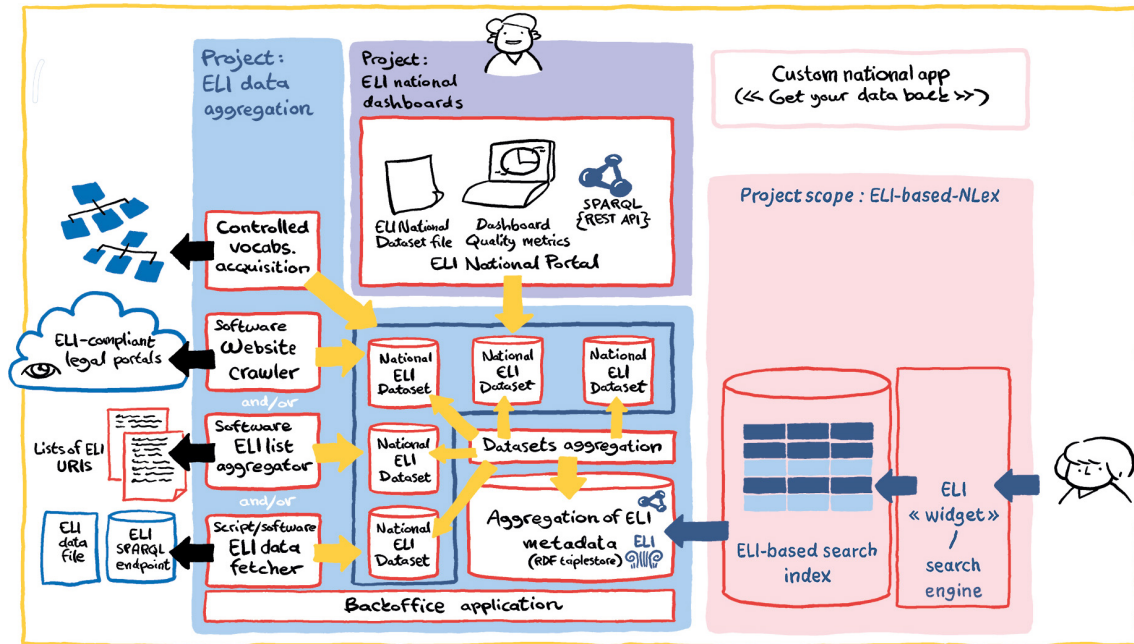 Project:
ELI data
aggregation
Project:
ELI national
dashboards
Custom national app
(<< Get your data back >>)
ELI National
Dataset file
Dashboard
Quality metrics
SPARQL
{REST API}
ELI National Portal
Project scope : ELI-based-NLex
Controlled
vocabs.
acquisition
ELI-compliant
legal portals
Software
Website
crawler
and/or
Lists of ELI
URIs
Software
ELI list
aggregator
and/or
ELI
data
file
ELI
SPARQL
endpoint
Script/software
ELI data
fetcher
National
ELI
Dataset
National
ELI
Dataset
National
ELI
Dataset
National
ELI
Dataset
National
ELI
Dataset
Datasets aggregation
Aggregation of ELI
metadata
(RDF triplestore)
ELI
Backoffice application
ELI-based search
index
ELI
« widget »
/
search
engine